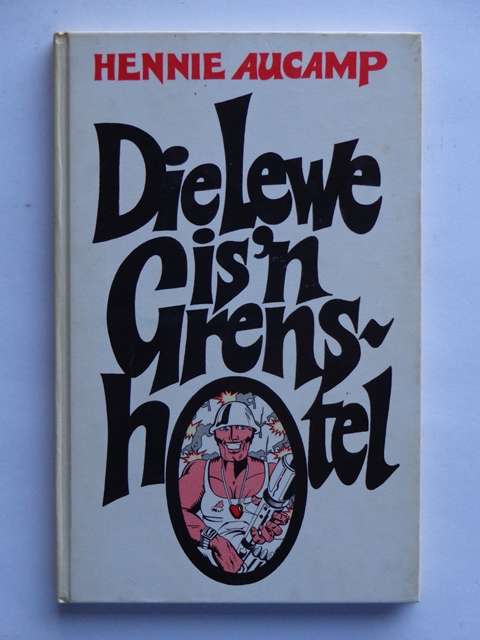 HENNIE AUCAMP
Die lewe
is 'n
Grens-
hotel